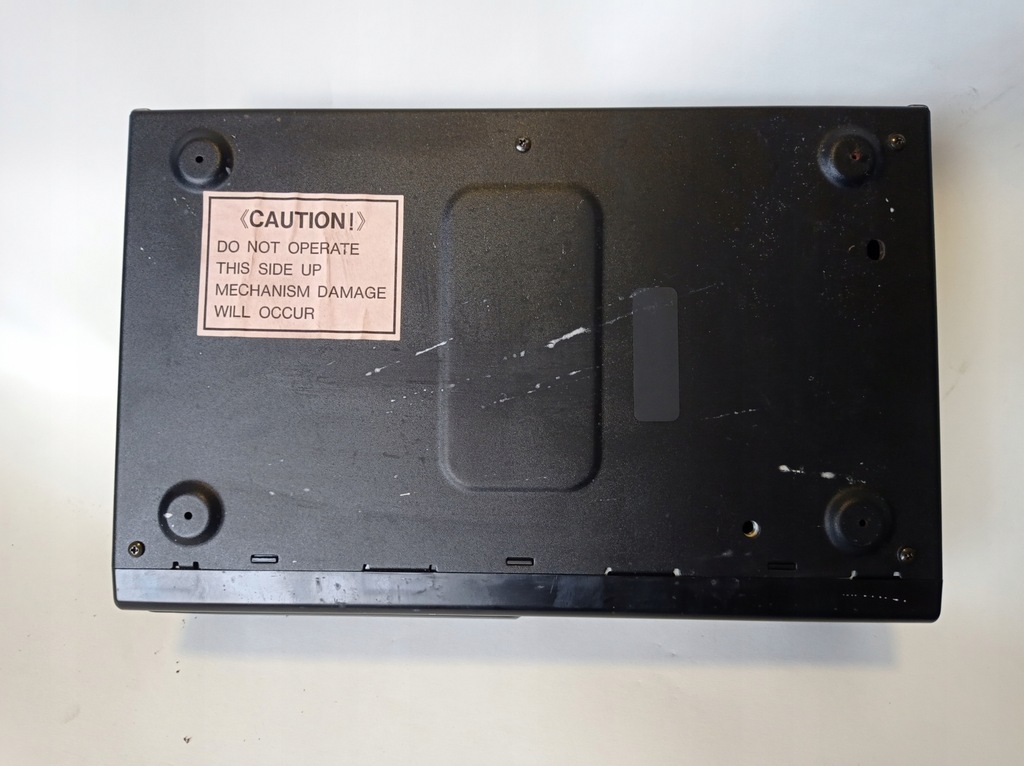 《CAUTION!》
DO NOT OPERATE
THIS SIDE UP
MECHANISM DAMAGE
WILL OCCUR